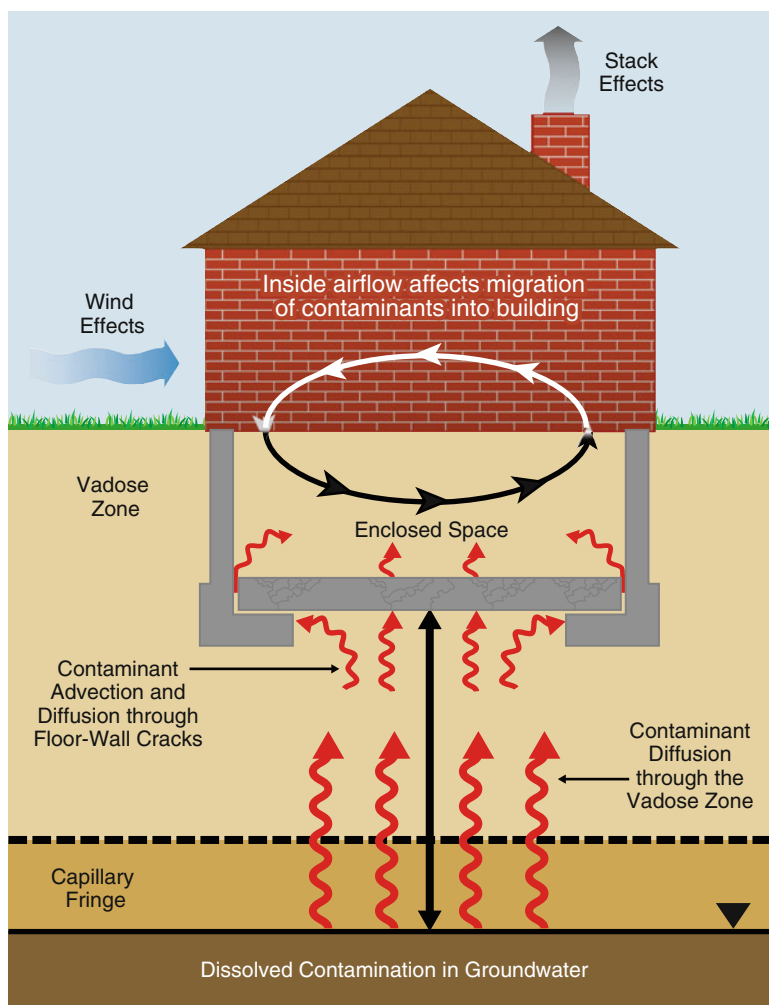 Stack
Effects
Inside airflow affects migration
of contaminants into building
Wind
Effects
Vadose
Zone
Enclosed Space
Contaminant
Advection and
Diffusion through
Floor-Wall Cracks
Contaminant
Diffusion
through the
Vadose Zone
Capillary
Fringe
Dissolved Contamination in Groundwater